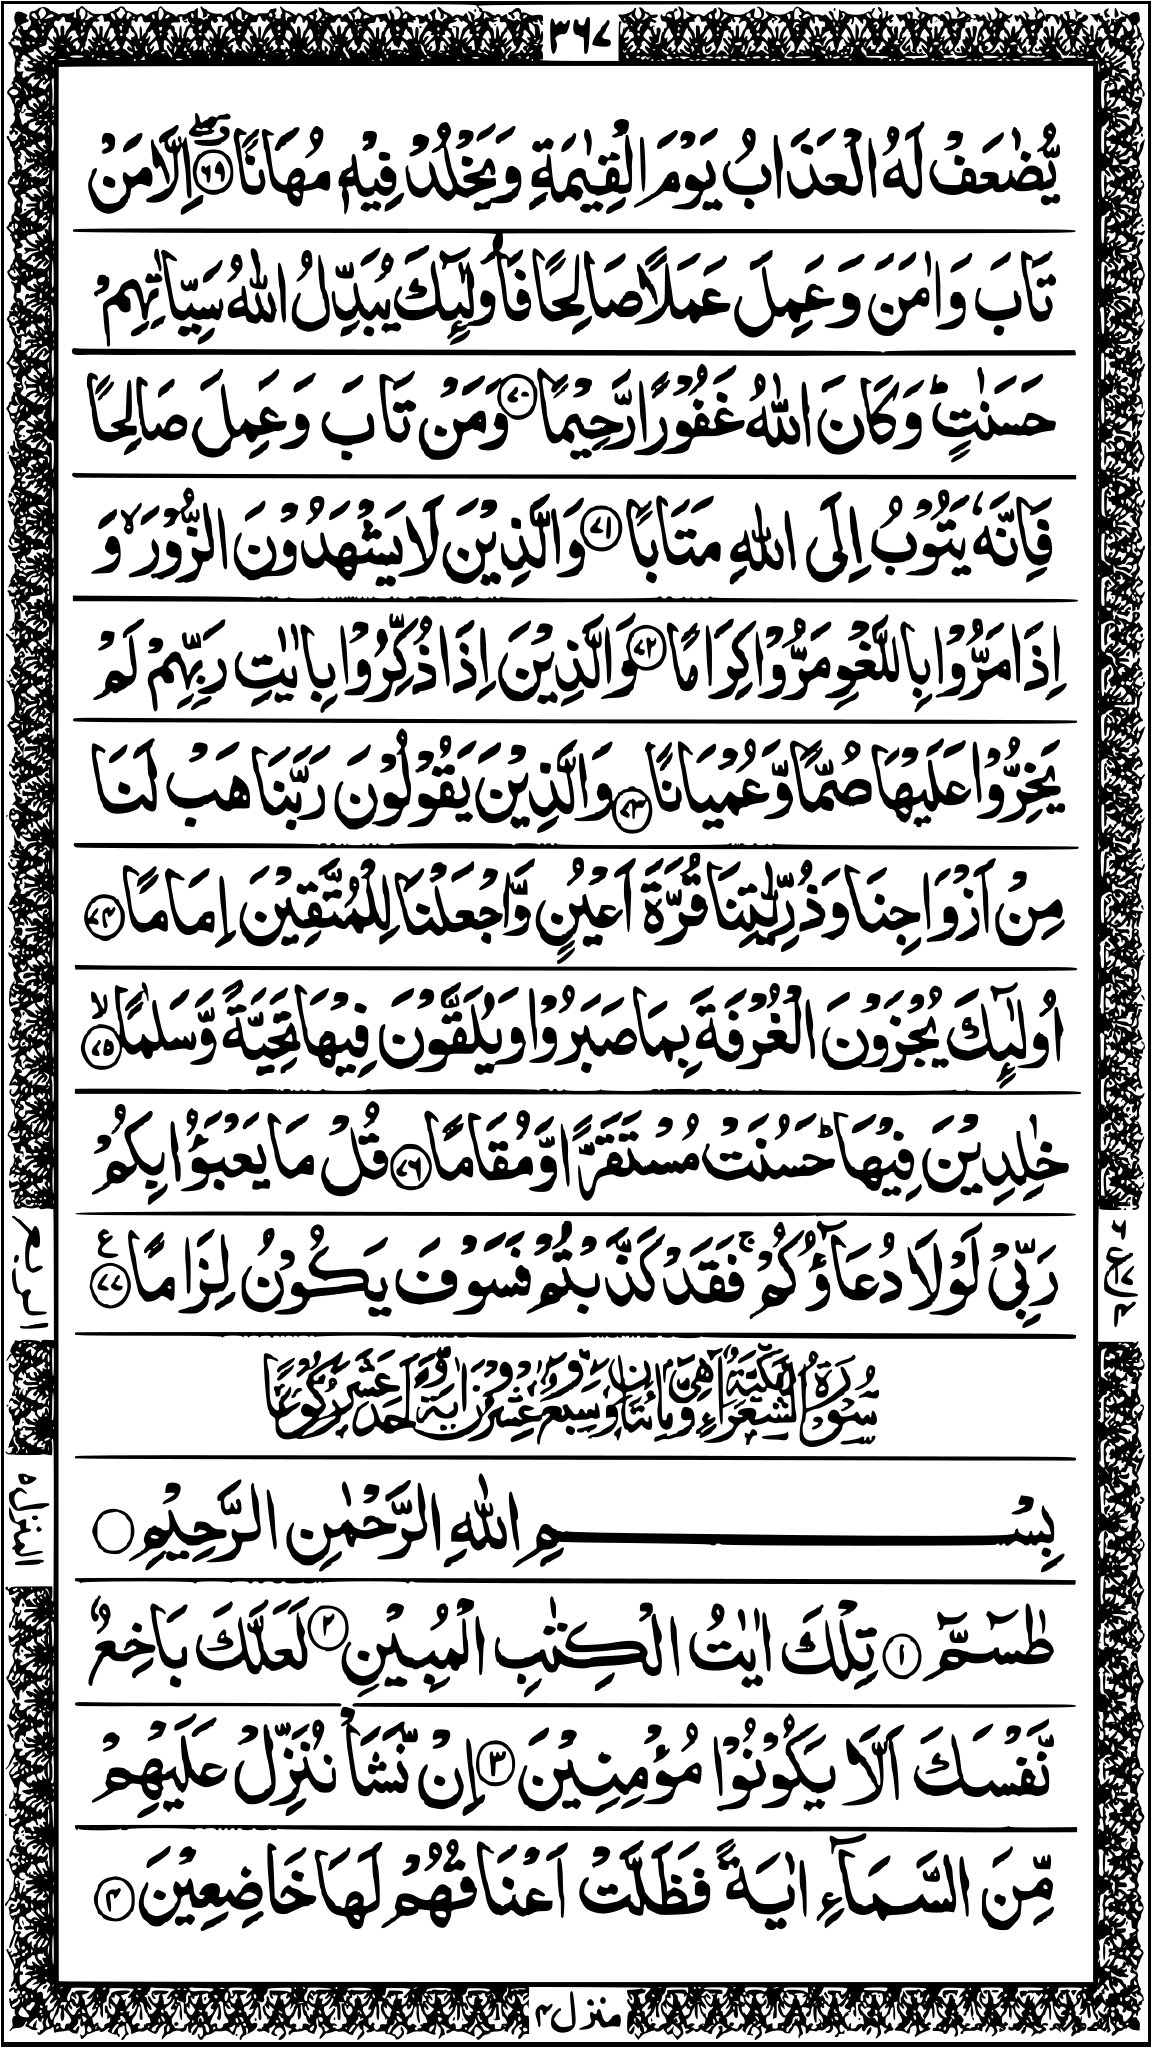 ٣٦٧
يُّضٰعَفْ لَهُ الْعَذَابُ يَوْمَ الْقِيٰمَةِ وَيَخْلُدْ فِيْهٖ مُهَانًا ﴿٦٩﴾ اِلَّا مَنْ
تَابَ وَاٰمَنَ وَعَمِلَ عَمَلًا صَالِحًا فَاُولٰٓئِكَ يُبَدِّلُ اللّٰهُ سَيِّاٰتِهِمْ
حَسَنٰتٍ ؕ وَكَانَ اللّٰهُ غَفُوْرًا رَّحِيْمًا ﴿٧٠﴾ وَمَنْ تَابَ وَعَمِلَ صَالِحًا
فَاِنَّهٗ يَتُوْبُ اِلَى اللّٰهِ مَتَابًا ﴿٧١﴾ وَالَّذِيْنَ لَا يَشْهَدُوْنَ الزُّوْرَ ۙ وَ
اِذَا مَرُّوْا بِاللَّغْوِ مَرُّوْا كِرَامًا ﴿٧٢﴾ وَالَّذِيْنَ اِذَا ذُكِّرُوْا بِاٰيٰتِ رَبِّهِمْ لَمْ
يَخِرُّوْا عَلَيْهَا صُمًّا وَّعُمْيَانًا ﴿٧٣﴾ وَالَّذِيْنَ يَقُوْلُوْنَ رَبَّنَا هَبْ لَنَا
مِنْ اَزْوَاجِنَا وَذُرِّيّٰتِنَا قُرَّةَ اَعْيُنٍ وَّاجْعَلْنَا لِلْمُتَّقِيْنَ اِمَامًا ﴿٧٤﴾
اُولٰٓئِكَ يُجْزَوْنَ الْغُرْفَةَ بِمَا صَبَرُوْا وَيُلَقَّوْنَ فِيْهَا تَحِيَّةً وَّسَلٰمًا ۙ﴿٧٥﴾
خٰلِدِيْنَ فِيْهَا ؕ حَسُنَتْ مُسْتَقَرًّا وَّمُقَامًا ﴿٧٦﴾ قُلْ مَا يَعْبَؤُا بِكُمْ
رَبِّيْ لَوْلَا دُعَآؤُكُمْ ۚ فَقَدْ كَذَّبْتُمْ فَسَوْفَ يَكُوْنُ لِزَامًا ﴿٧٧﴾ ع
سُوْرَةُ الشُّعَرَاءِ مَكِّيَّةٌ وَّهِيَ مِائَتَانِ وَسَبْعٌ وَّعِشْرُوْنَ اٰيَةً وَّاَحَدَ عَشَرَ رُكُوْعًا
بِسْمِ اللّٰهِ الرَّحْمٰنِ الرَّحِيْمِ
طٰسٓمّٓ ﴿١﴾ تِلْكَ اٰيٰتُ الْكِتٰبِ الْمُبِيْنِ ﴿٢﴾ لَعَلَّكَ بَاخِعٌ
نَّفْسَكَ اَلَّا يَكُوْنُوْا مُؤْمِنِيْنَ ﴿٣﴾ اِنْ نَّشَاْ نُنَزِّلْ عَلَيْهِمْ
مِّنَ السَّمَآءِ اٰيَةً فَظَلَّتْ اَعْنَاقُهُمْ لَهَا خَاضِعِيْنَ ﴿٤﴾
المنزل ٥
منزل ٤